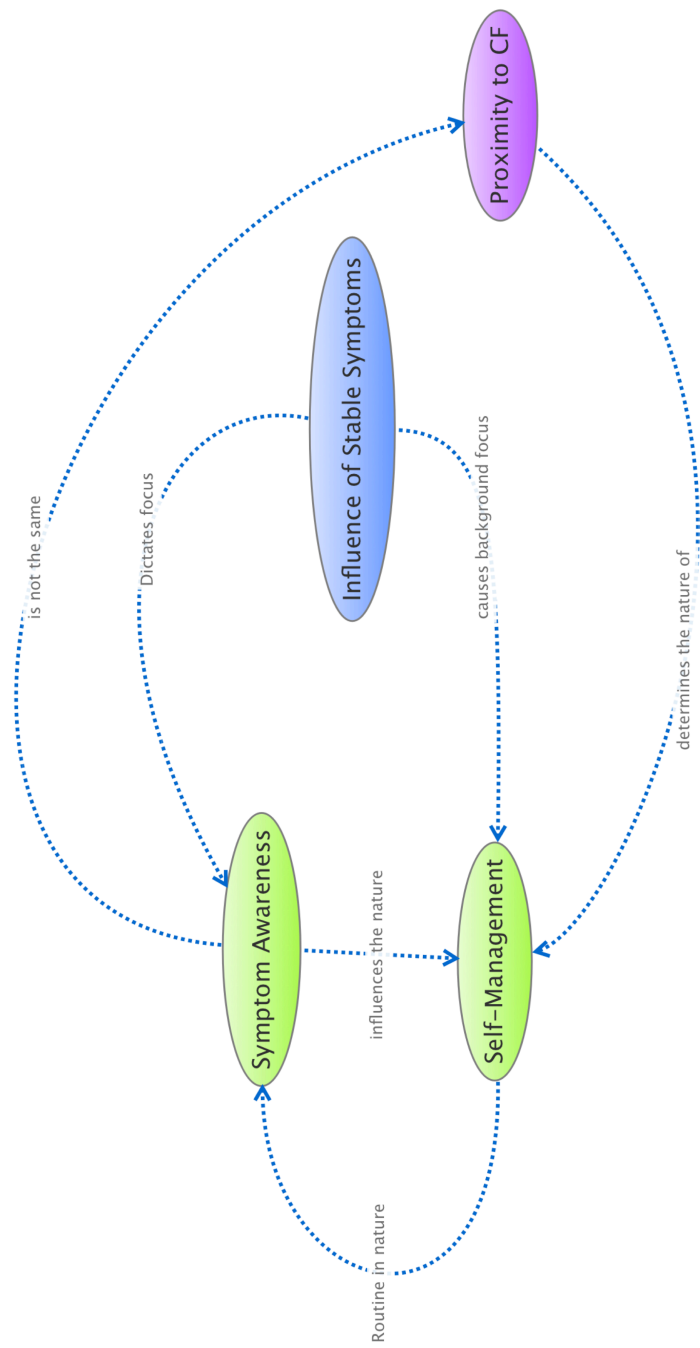 is not the same
Dictates focus
Symptom Awareness
Influence of Stable Symptoms
Proximity to CF
Routine in nature
influences the nature
causes background focus
Self-Management
determines the nature of